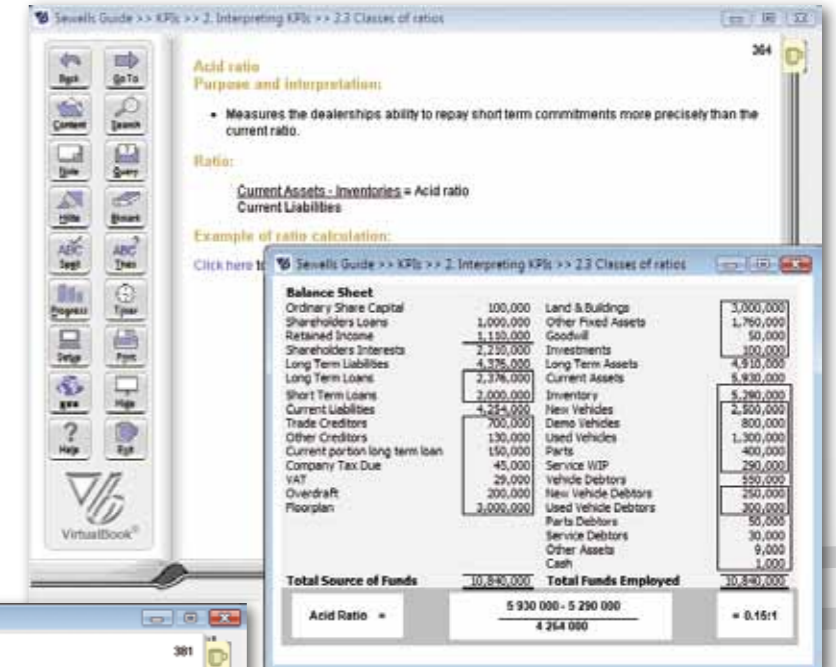 Sewells Guide >> KPIs >> 2. Interpreting KPIs >> 2.3 Classes of ratios
364
Back
Go To
Content
Search
Note
Query
Hilite
Bkmark
Spell
Thes
Progress
Timer
Setup
Print
Hide
Help
Exit
VirtualBook®
Acid ratio
Purpose and interpretation:
• Measures the dealerships ability to repay short term commitments more precisely than the
current ratio.
Ratio:
Current Assets - Inventories = Acid ratio
Current Liabilities
Example of ratio calculation:
Click here to
Sewells Guide >> KPIs >> 2. Interpreting KPIs >> 2.3 Classes of ratios
Balance Sheet
Ordinary Share Capital 100,000 Land & Buildings 3,000,000
Shareholders Loans 1,000,000 Other Fixed Assets 1,760,000
Retained Income 1,110,000 Goodwill 50,000
Shareholders Interests 2,210,000 Investments 100,000
Long Term Liabilities 4,376,000 Long Term Assets 4,910,000
Long Term Loans 2,376,000 Current Assets 5,930,000
Short Term Loans 2,000,000 Inventory 5,290,000
Current Liabilities 4,254,000 New Vehicles 2,500,000
Trade Creditors 700,000 Demo Vehicles 800,000
Other Creditors 130,000 Used Vehicles 1,300,000
Current portion long term loan 150,000 Parts 400,000
Company Tax Due 45,000 Service WIP 290,000
VAT 29,000 Vehicle Debtors 550,000
Overdraft 200,000 New Vehicle Debtors 250,000
Floorplan 3,000,000 Used Vehicle Debtors 300,000
Parts Debtors 50,000
Service Debtors 30,000
Other Assets 9,000
Cash 1,000
Total Source of Funds 10,840,000 Total Funds Employed 10,840,000
Acid Ratio = 5 930 000 - 5 290 000 = 0.15:1
4 264 000
381